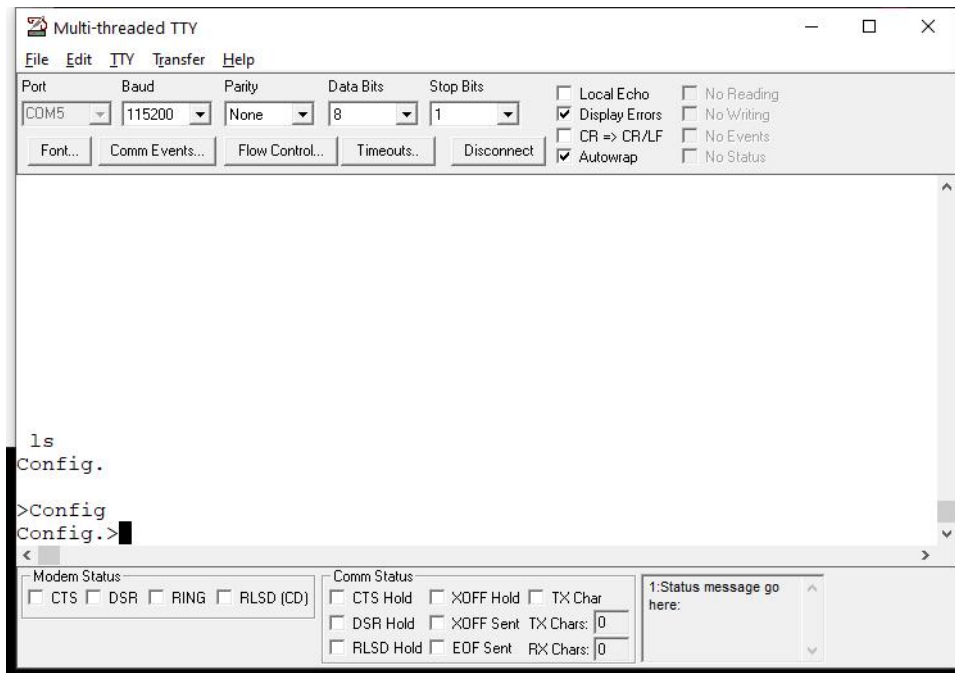 Multi-threaded TTY
File Edit TTY Transfer Help
Port Baud Parity Data Bits Stop Bits
COM5 115200 None 8 1
Font... Comm Events... Flow Control... Timeouts.. Disconnect
Local Echo No Reading
Display Errors No Writing
CR => CR/LF No Events
Autowrap No Status
ls
Config.
>Config
Config.>
Modem Status
CTS DSR RING RLSD (CD)
Comm Status
CTS Hold XOFF Hold TX Char
DSR Hold XOFF Sent TX Chars: 0
RLSD Hold EOF Sent RX Chars: 0
1:Status message go
here: